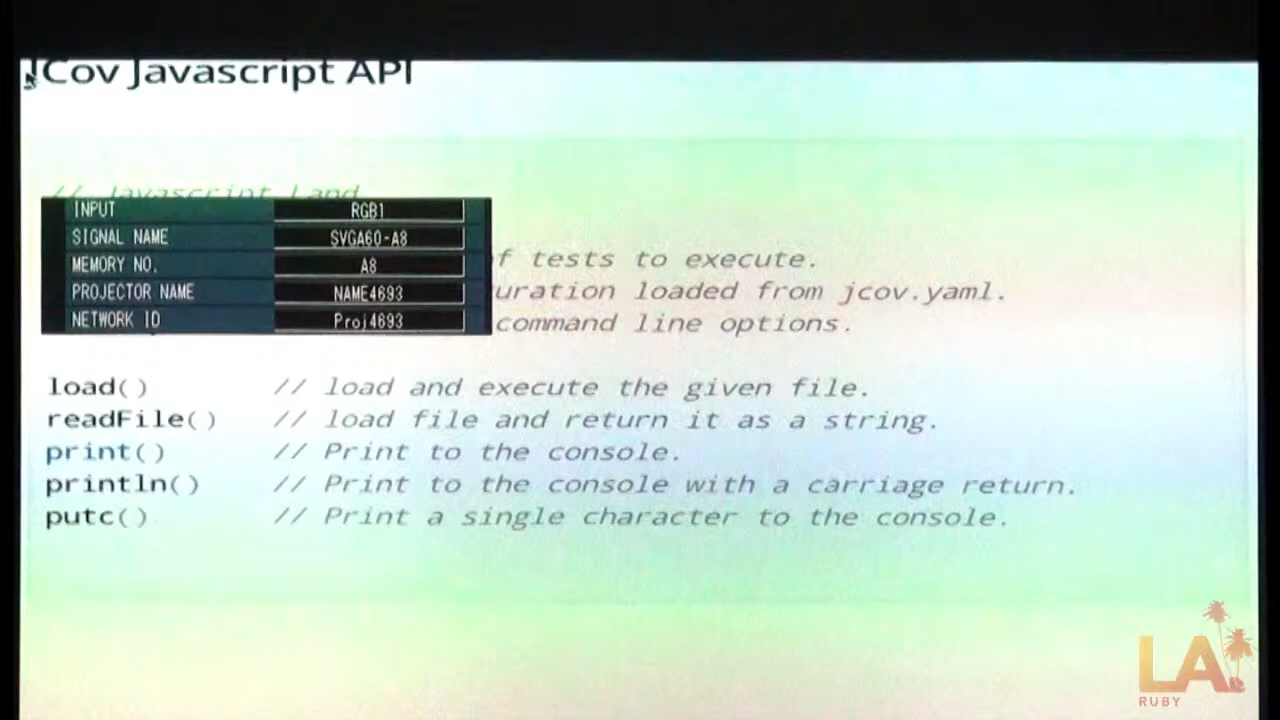 JCov Javascript API
// Javascript Land
INPUT RGB1
SIGNAL NAME SVGA60-A8
MEMORY NO. A8
PROJECTOR NAME NAME4693
NETWORK ID Proj4693
f tests to execute.
uration loaded from jcov.yaml.
command line options.
load() // load and execute the given file.
readFile() // load file and return it as a string.
print() // Print to the console.
println() // Print to the console with a carriage return.
putc() // Print a single character to the console.
LA
RUBY